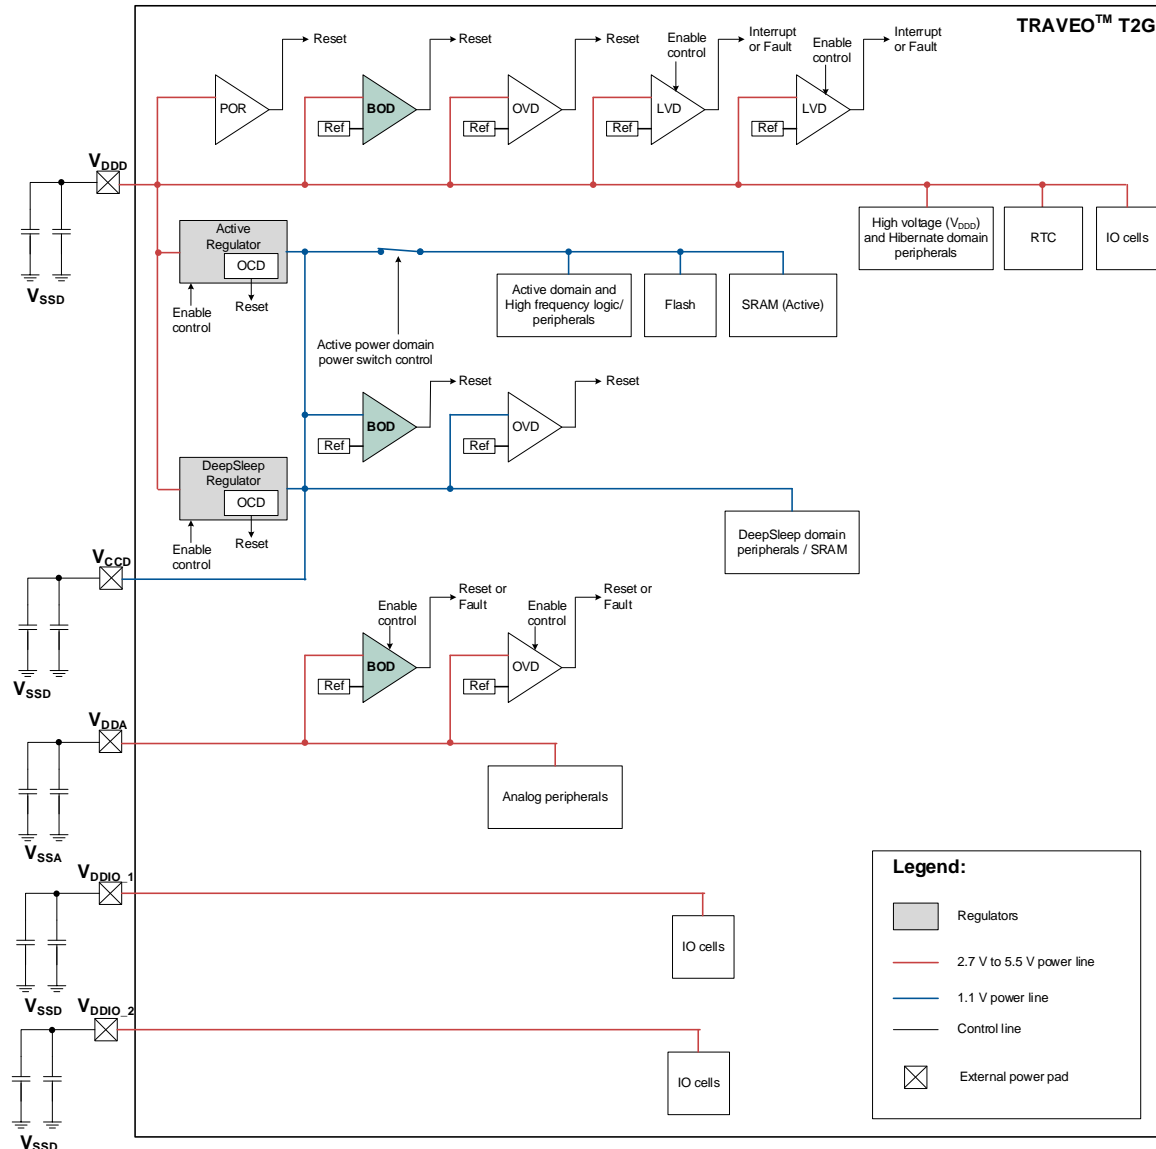 TRAVEO™ T2G
Reset
Reset
Reset
Enable
control
Interrupt
or Fault
Enable
control
Interrupt
or Fault
POR
BOD
Ref
OVD
Ref
LVD
Ref
LVD
Ref
VDDD
VSSD
High voltage (VDDD)
and Hibernate domain
peripherals
RTC
IO cells
Active
Regulator
OCD
Enable
control
Reset
Active power domain
power switch control
Active domain and
High frequency logic/
peripherals
Flash
SRAM (Active)
Reset
Reset
BOD
Ref
OVD
Ref
DeepSleep
Regulator
OCD
Enable
control
Reset
DeepSleep domain
peripherals / SRAM
VCCD
VSSD
Enable
control
Reset or
Fault
Enable
control
Reset or
Fault
BOD
Ref
OVD
Ref
VDDA
VSSA
Analog peripherals
VDDIO_1
VSSD
IO cells
VDDIO_2
VSSD
IO cells
Legend:
Regulators
2.7 V to 5.5 V power line
1.1 V power line
Control line
External power pad